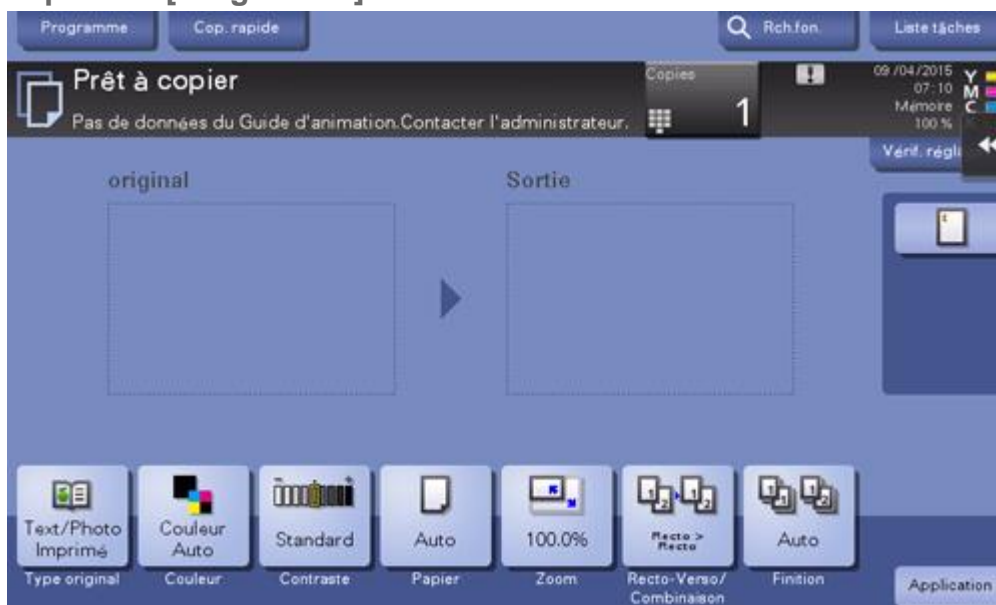 Programme
Cop. rapide
Rch.fon.
Liste tâches
Prêt à copier
Copies
1
09/04/2015
07:10
Mémoire
100 %
Y
M
C
Pas de données du Guide d'animation.Contacter l'administrateur.
Vérif. régl
original
Sortie
Text/Photo
Imprimé
Couleur
Auto
Standard
Auto
100.0%
Recto >
Recto
Auto
Type original
Couleur
Contraste
Papier
Zoom
Recto-Verso/
Combinaison
Finition
Application